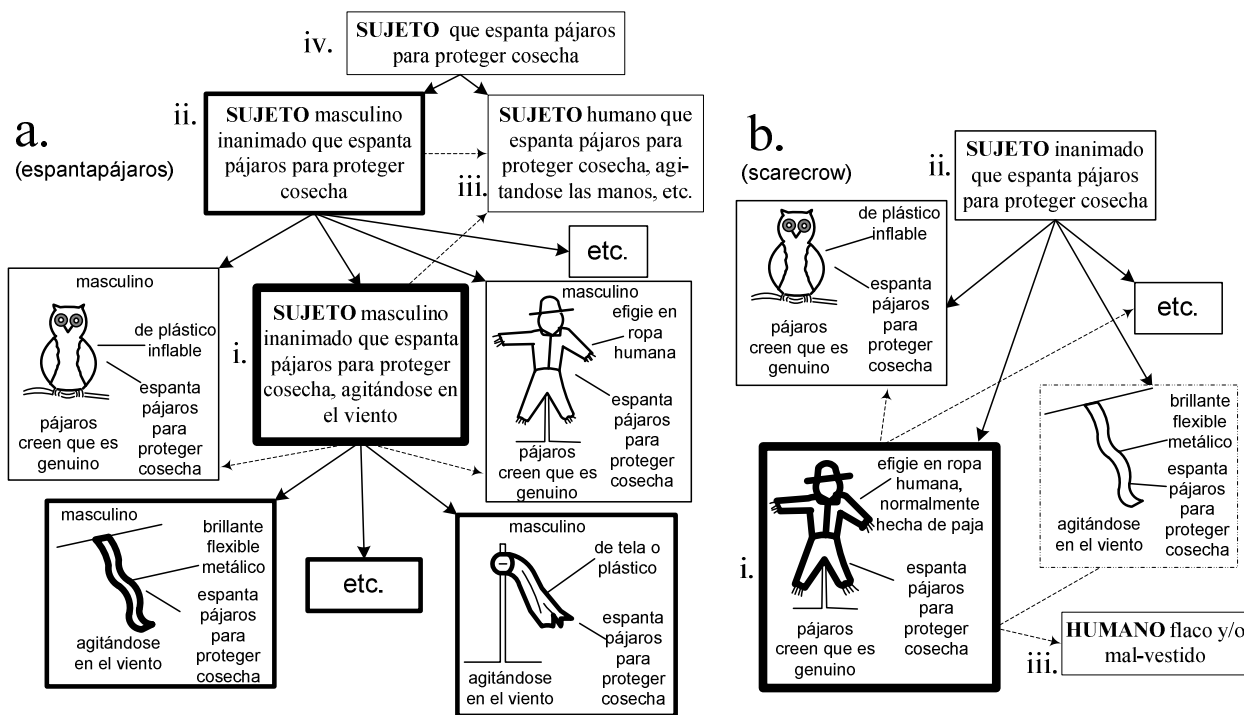 iv.
SUJETO que espanta pájaros
para proteger cosecha
a.
(espantapájaros)
ii.
SUJETO masculino
inanimado que espanta
pájaros para proteger
cosecha
iii.
SUJETO humano que
espanta pájaros para
proteger cosecha, agi-
tandose las manos, etc.
etc.
masculino
de plástico
inflable
espanta
pájaros
para
proteger
cosecha
pájaros
creen que es
genuino
i.
SUJETO masculino
inanimado que espanta
pájaros para proteger
cosecha, agitándose en
el viento
masculino
efigie en
ropa
humana
espanta
pájaros
para
proteger
cosecha
pájaros
creen que es
genuino
masculino
brillante
flexible
metálico
espanta
pájaros
para
proteger
cosecha
agitándose
en el viento
etc.
masculino
de tela o
plástico
espanta
pájaros
para
proteger
cosecha
agitándose
en el viento
b.
(scarecrow)
ii.
SUJETO inanimado
que espanta pájaros
para proteger cosecha
de plástico
inflable
espanta
pájaros
para
proteger
cosecha
pájaros
creen que es
genuino
etc.
brillante
flexible
metálico
espanta
pájaros
para
proteger
cosecha
agitándose
en el viento
i.
efigie en ropa
humana,
normalmente
hecha de paja
espanta
pájaros
para
proteger
cosecha
pájaros
creen que es
genuino
iii.
HUMANO flaco y/o
mal-vestido